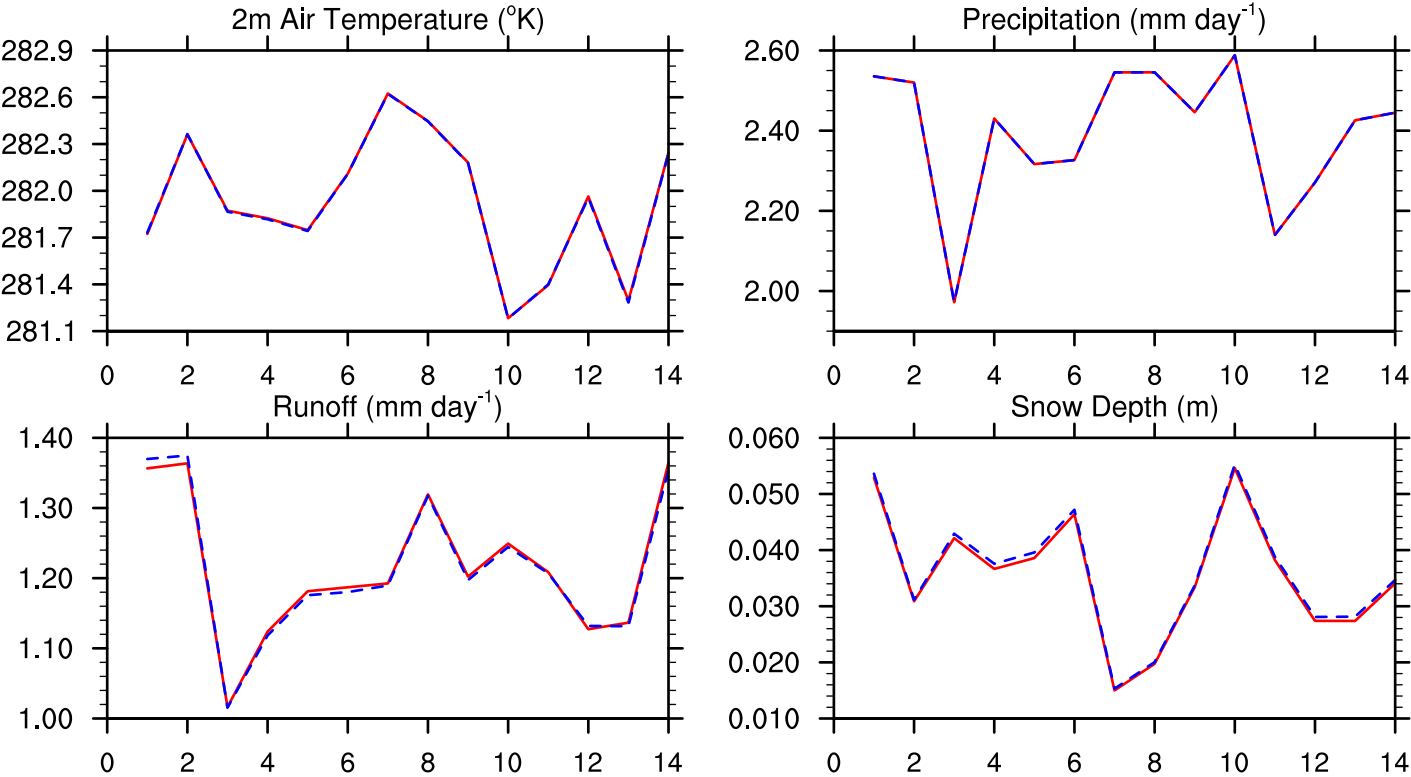 2m Air Temperature (°K)
282.9
282.6
282.3
282.0
281.7
281.4
281.1
0 2 4 6 8 10 12 14
Precipitation (mm day⁻¹)
2.60
2.40
2.20
2.00
0 2 4 6 8 10 12 14
Runoff (mm day⁻¹)
1.40
1.30
1.20
1.10
1.00
0 2 4 6 8 10 12 14
Snow Depth (m)
0.060
0.050
0.040
0.030
0.020
0.010
0 2 4 6 8 10 12 14